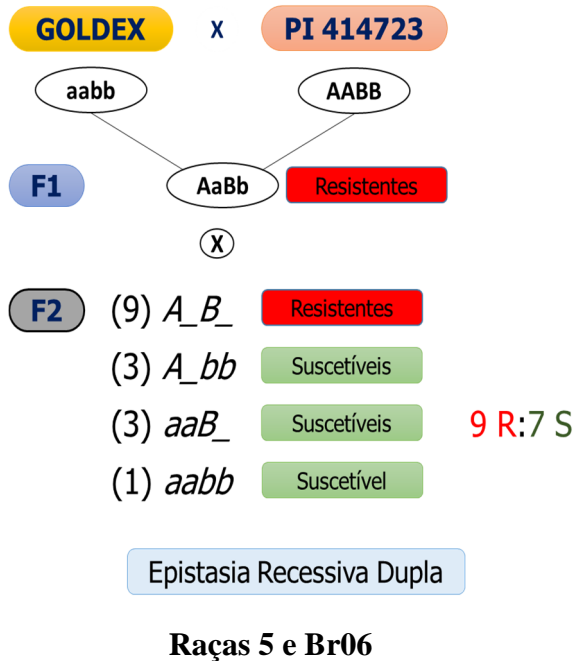 GOLDEX x PI 414723
aabb AABB
F1 AaBb Resistentes
X
F2 (9) A_B_ Resistentes
(3) A_bb Suscetíveis
(3) aaB_ Suscetíveis 9 R:7 S
(1) aabb Suscetível
Epistasia Recessiva Dupla
Raças 5 e Br06